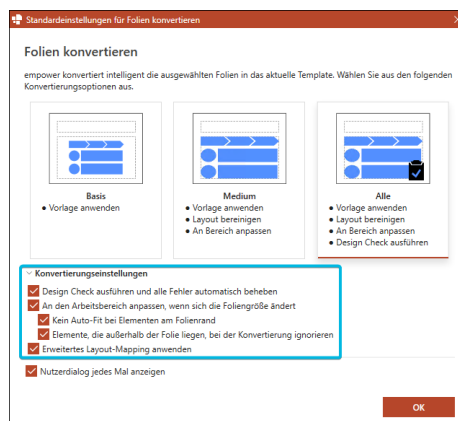 Standardeinstellungen für Folien konvertieren
Folien konvertieren
empower konvertiert intelligent die ausgewählten Folien in das aktuelle Template. Wählen Sie aus den folgenden
Konvertierungsoptionen aus.
Basis
• Vorlage anwenden
Medium
• Vorlage anwenden
• Layout bereinigen
• An Bereich anpassen
Alle
• Vorlage anwenden
• Layout bereinigen
• An Bereich anpassen
• Design Check ausführen
Konvertierungseinstellungen
Design Check ausführen und alle Fehler automatisch beheben
An den Arbeitsbereich anpassen, wenn sich die Foliengröße ändert
Kein Auto-Fit bei Elementen am Folienrand
Elemente, die außerhalb der Folie liegen, bei der Konvertierung ignorieren
Erweitertes Layout-Mapping anwenden
Nutzerdialog jedes Mal anzeigen
OK